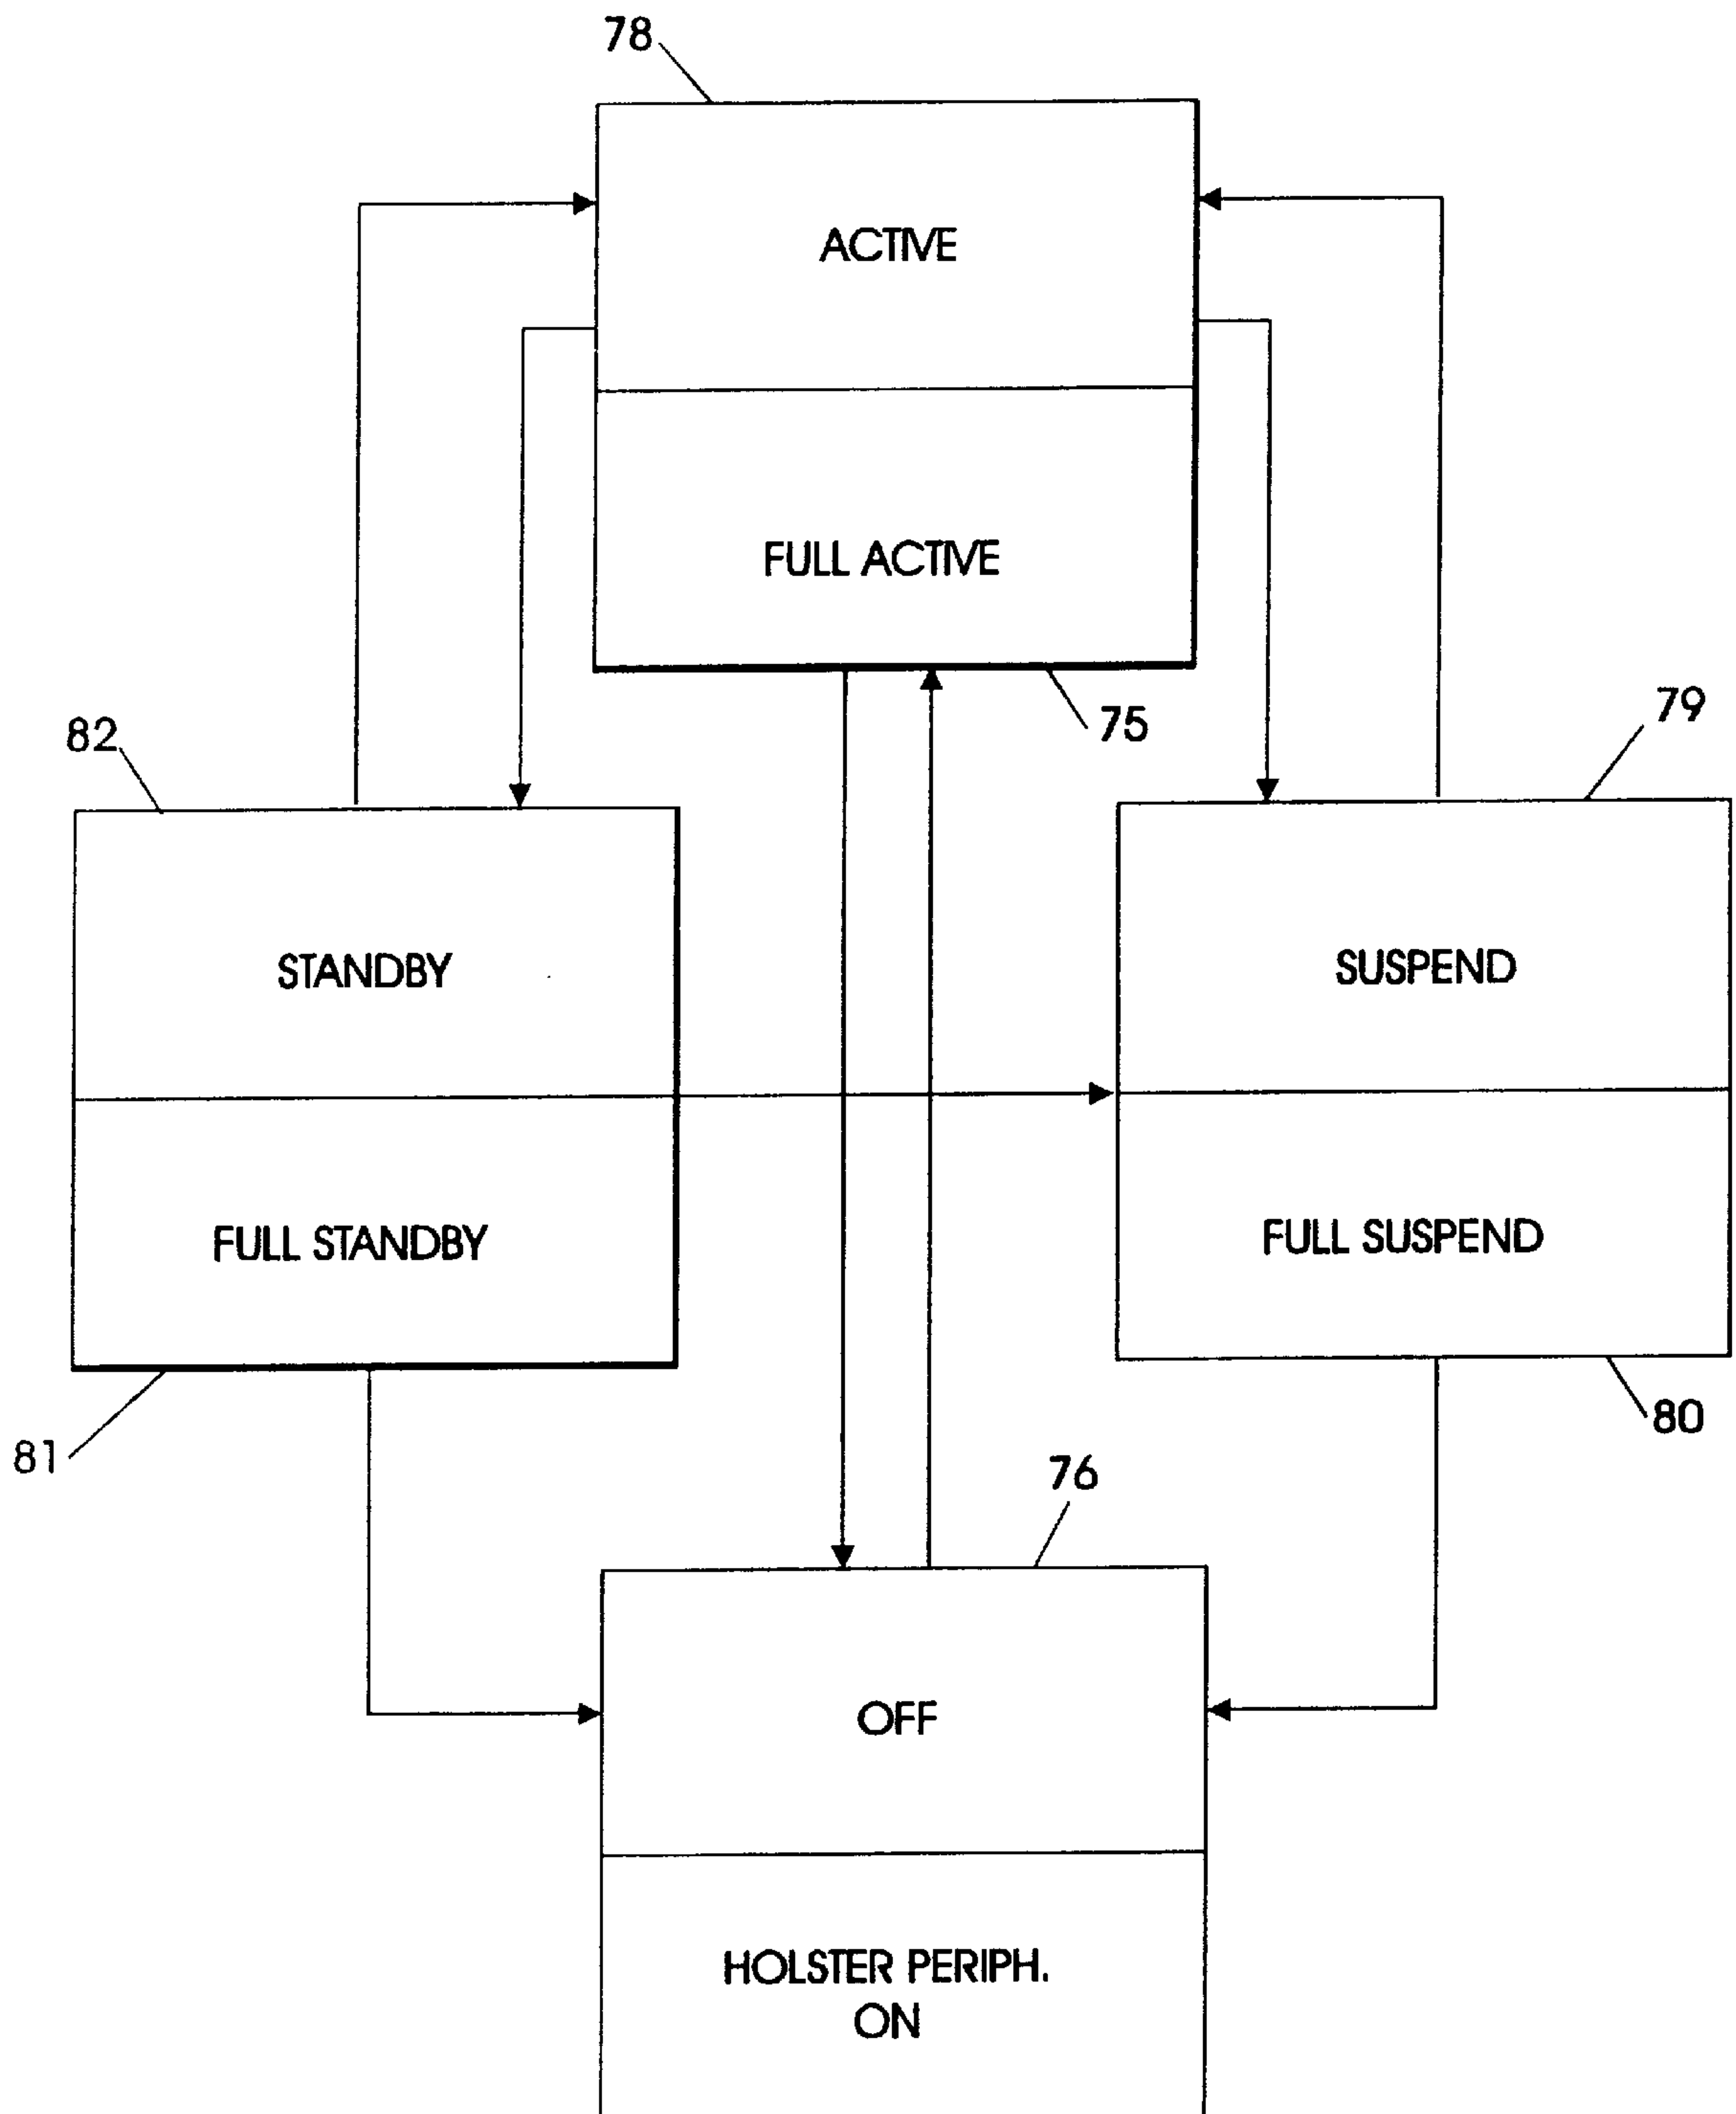 78
ACTIVE
FULL ACTIVE
75
82
79
STANDBY
SUSPEND
FULL STANDBY
FULL SUSPEND
81
80
76
OFF
HOLSTER PERIPH.
ON